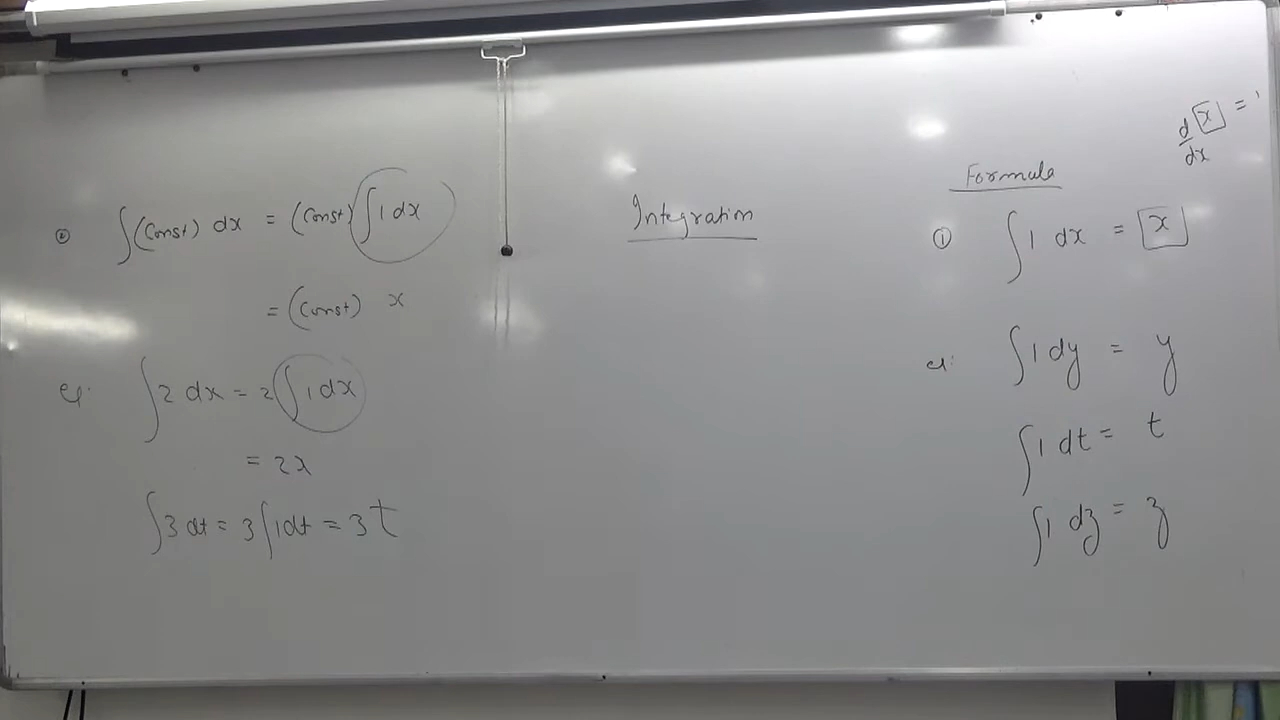 Integration
Formula
d/dx [x] = 1
① ∫ 1 dx = [x]
eg: ∫ 1 dy = y
∫ 1 dt = t
∫ 1 dz = z
② ∫ (Const) dx = (Const) ∫ 1 dx
= (Const) x
eg: ∫ 2 dx = 2 ∫ 1 dx
= 2x
∫ 3 dt = 3 ∫ 1 dt = 3t